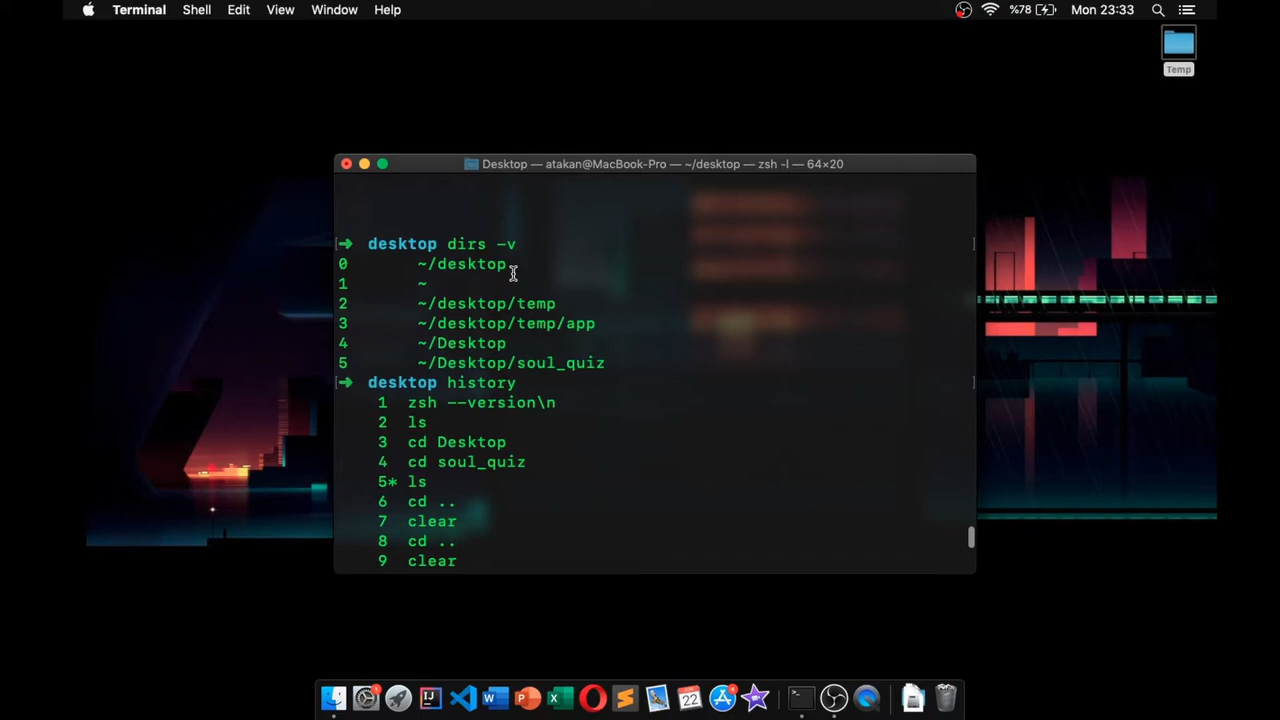 Terminal Shell Edit View Window Help %78 Mon 23:33
Temp
Desktop — atakan@MacBook-Pro — ~/desktop — zsh -l — 64×20
[➜ desktop dirs -v ]
0 ~/desktop
1 ~
2 ~/desktop/temp
3 ~/desktop/temp/app
4 ~/Desktop
5 ~/Desktop/soul_quiz
[➜ desktop history ]
1 zsh --version\n
2 ls
3 cd Desktop
4 cd soul_quiz
5* ls
6 cd ..
7 clear
8 cd ..
9 clear
22